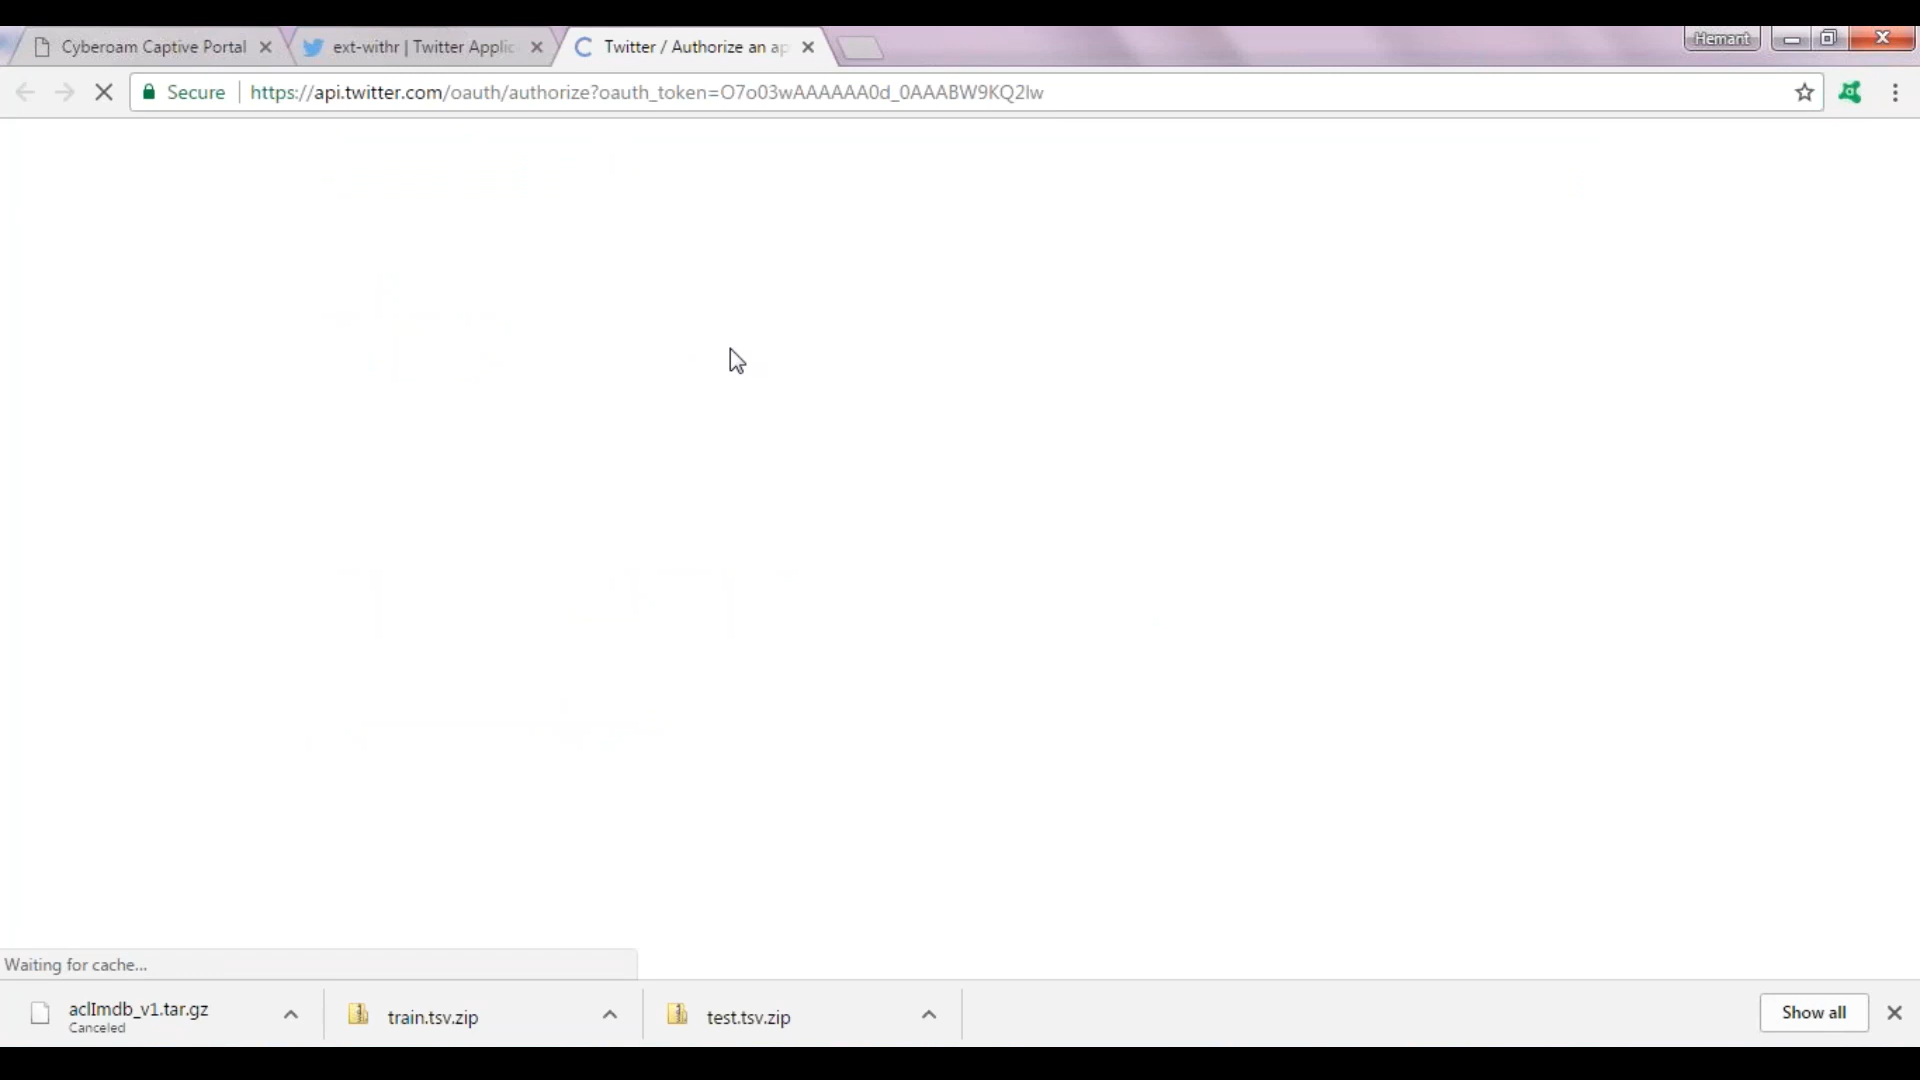 Cyberoam Captive Portal
ext-withr | Twitter Applic
Twitter / Authorize an ap
Hemant
Secure
https://api.twitter.com/oauth/authorize?oauth_token=O7o03wAAAAAA0d_0AAABW9KQ2lw
Waiting for cache...
aclImdb_v1.tar.gz
Canceled
train.tsv.zip
test.tsv.zip
Show all